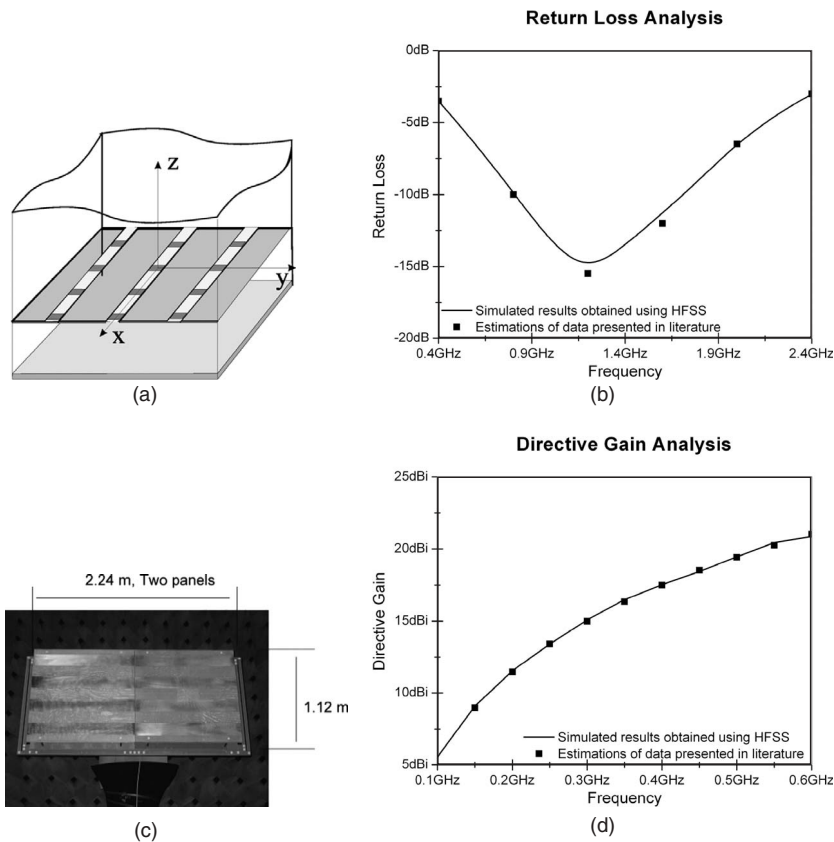 Return Loss Analysis
0dB
-5dB
-10dB
-15dB
-20dB
Return Loss
Simulated results obtained using HFSS
Estimations of data presented in literature
0.4GHz 0.9GHz 1.4GHz 1.9GHz 2.4GHz
Frequency
z
y
x
(a)
(b)
Directive Gain Analysis
25dBi
20dBi
15dBi
10dBi
5dBi
Directive Gain
Simulated results obtained using HFSS
Estimations of data presented in literature
0.1GHz 0.2GHz 0.3GHz 0.4GHz 0.5GHz 0.6GHz
Frequency
2.24 m, Two panels
1.12 m
(c)
(d)